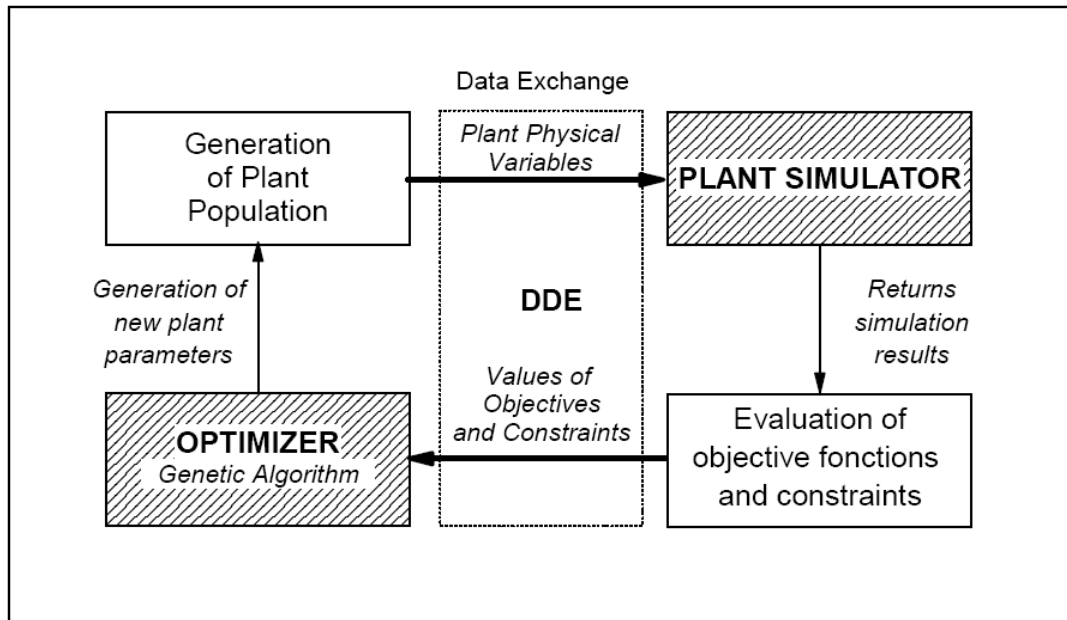 Data Exchange
Generation
of Plant
Population
Plant Physical
Variables
PLANT SIMULATOR
Generation of
new plant
parameters
DDE
Returns
simulation
results
Values of
Objectives
and Constraints
OPTIMIZER
Genetic Algorithm
Evaluation of
objective fonctions
and constraints